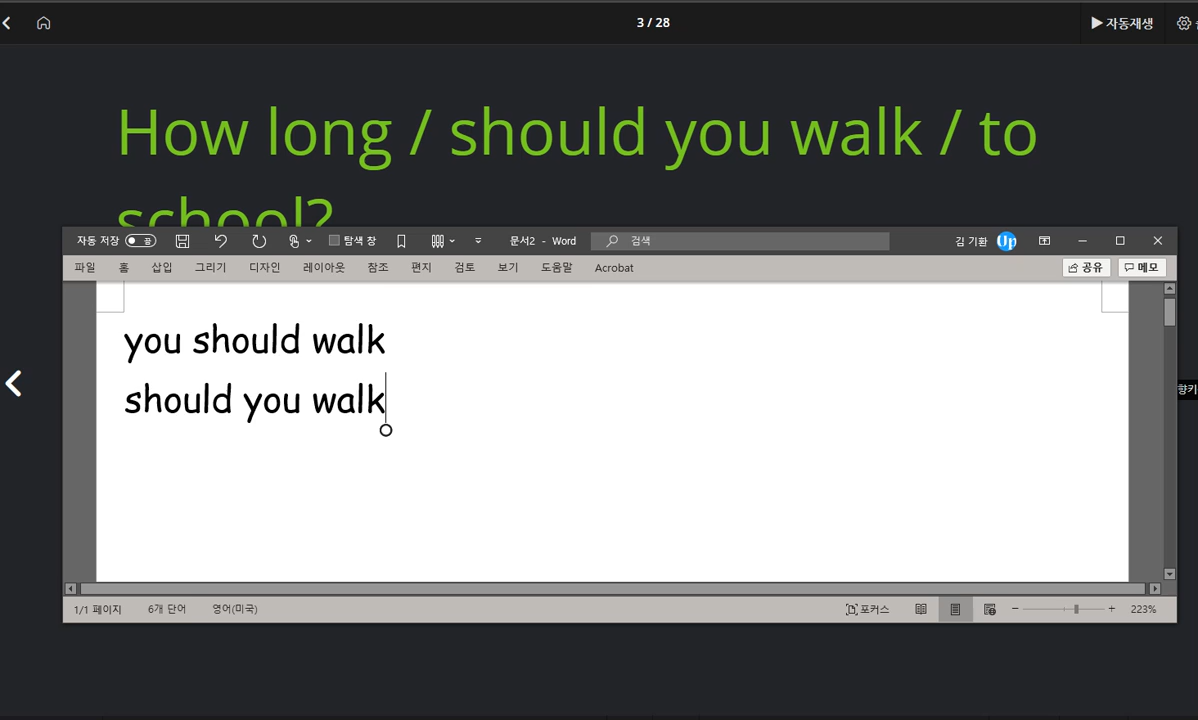 3 / 28
자동재생
How long / should you walk / to
school?
자동 저장 끔
탐색 창
문서2 - Word
검색
김 기환
Up
파일 홈 삽입 그리기 디자인 레이아웃 참조 편지 검토 보기 도움말 Acrobat
공유
메모
you should walk
should you walk
향키
1/1 페이지
6개 단어
영어(미국)
포커스
223%